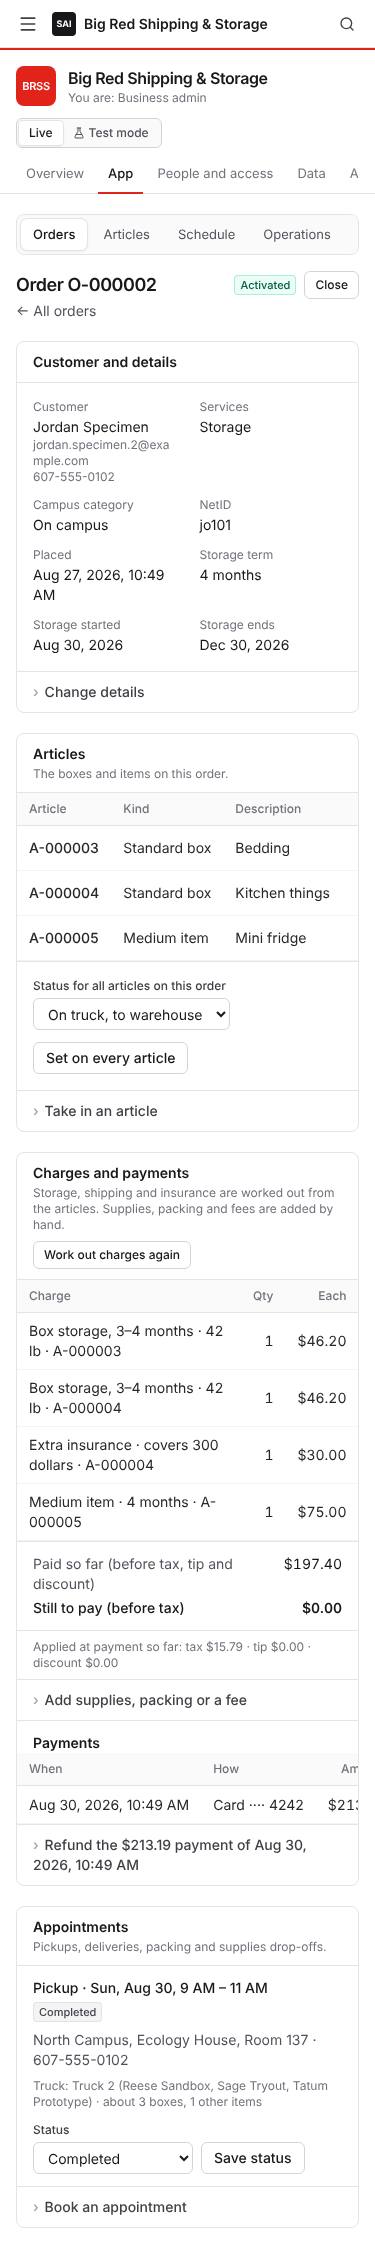 SAI Big Red Shipping & Storage
BRSS
Big Red Shipping & Storage
You are: Business admin
Live Test mode
Overview App People and access Data A
Orders Articles Schedule Operations
Order O-000002 Activated Close
← All orders
Customer and details
Customer Services
Jordan Specimen Storage
jordan.specimen.2@exa
mple.com
607-555-0102
Campus category NetID
On campus jo101
Placed Storage term
Aug 27, 2026, 10:49 4 months
AM
Storage started Storage ends
Aug 30, 2026 Dec 30, 2026
› Change details
Articles
The boxes and items on this order.
Article Kind Description
A-000003 Standard box Bedding
A-000004 Standard box Kitchen things
A-000005 Medium item Mini fridge
Status for all articles on this order
On truck, to warehouse
Set on every article
› Take in an article
Charges and payments
Storage, shipping and insurance are worked out from
the articles. Supplies, packing and fees are added by
hand.
Work out charges again
Charge Qty Each
Box storage, 3–4 months · 42
lb · A-000003 1 $46.20
Box storage, 3–4 months · 42
lb · A-000004 1 $46.20
Extra insurance · covers 300
dollars · A-000004 1 $30.00
Medium item · 4 months · A-
000005 1 $75.00
Paid so far (before tax, tip and $197.40
discount)
Still to pay (before tax) $0.00
Applied at payment so far: tax $15.79 · tip $0.00 ·
discount $0.00
› Add supplies, packing or a fee
Payments
When How Am
Aug 30, 2026, 10:49 AM Card ···· 4242 $213
› Refund the $213.19 payment of Aug 30,
2026, 10:49 AM
Appointments
Pickups, deliveries, packing and supplies drop-offs.
Pickup · Sun, Aug 30, 9 AM – 11 AM
Completed
North Campus, Ecology House, Room 137 ·
607-555-0102
Truck: Truck 2 (Reese Sandbox, Sage Tryout, Tatum
Prototype) · about 3 boxes, 1 other items
Status
Completed Save status
› Book an appointment